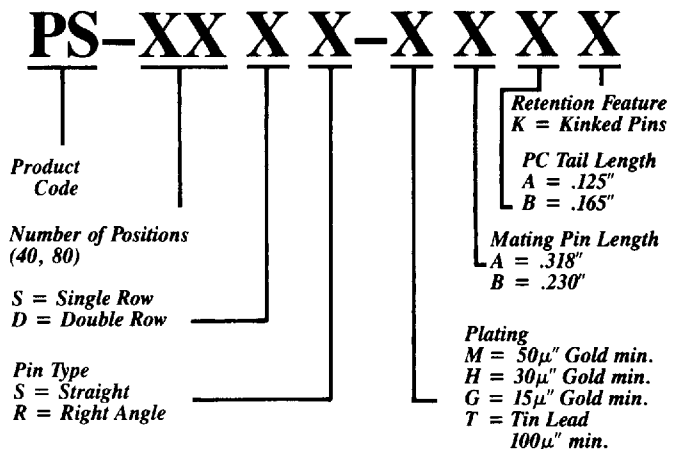 PS-XX X X-X X X X
Retention Feature
K = Kinked Pins
PC Tail Length
A = .125"
B = .165"
Mating Pin Length
A = .318"
B = .230"
Plating
M = 50µ" Gold min.
H = 30µ" Gold min.
G = 15µ" Gold min.
T = Tin Lead
100µ" min.
Product
Code
Number of Positions
(40, 80)
S = Single Row
D = Double Row
Pin Type
S = Straight
R = Right Angle